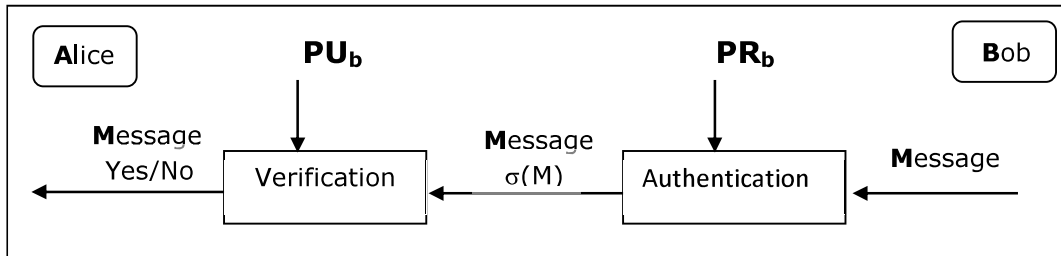 Alice
PUb
PRb
Bob
Message
Yes/No
Verification
Message
σ(M)
Authentication
Message